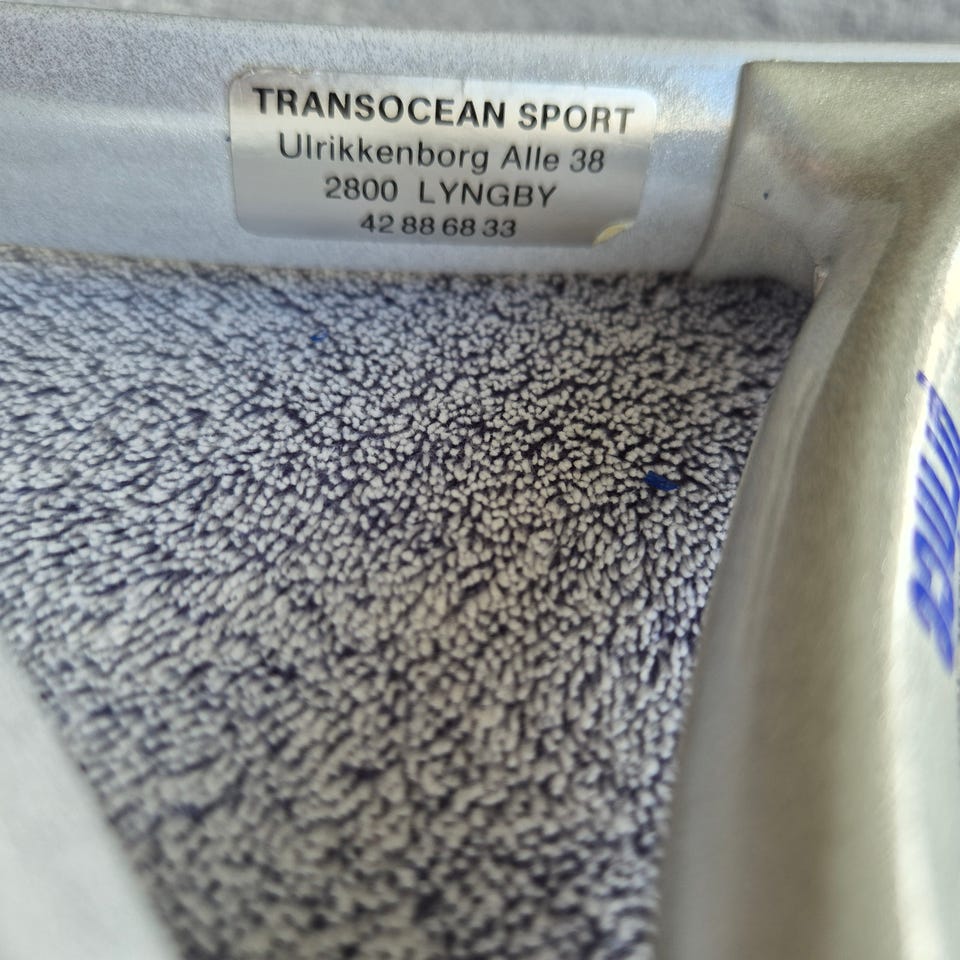 TRANSOCEAN SPORT
Ulrikkenborg Alle 38
2800 LYNGBY
42 88 68 33